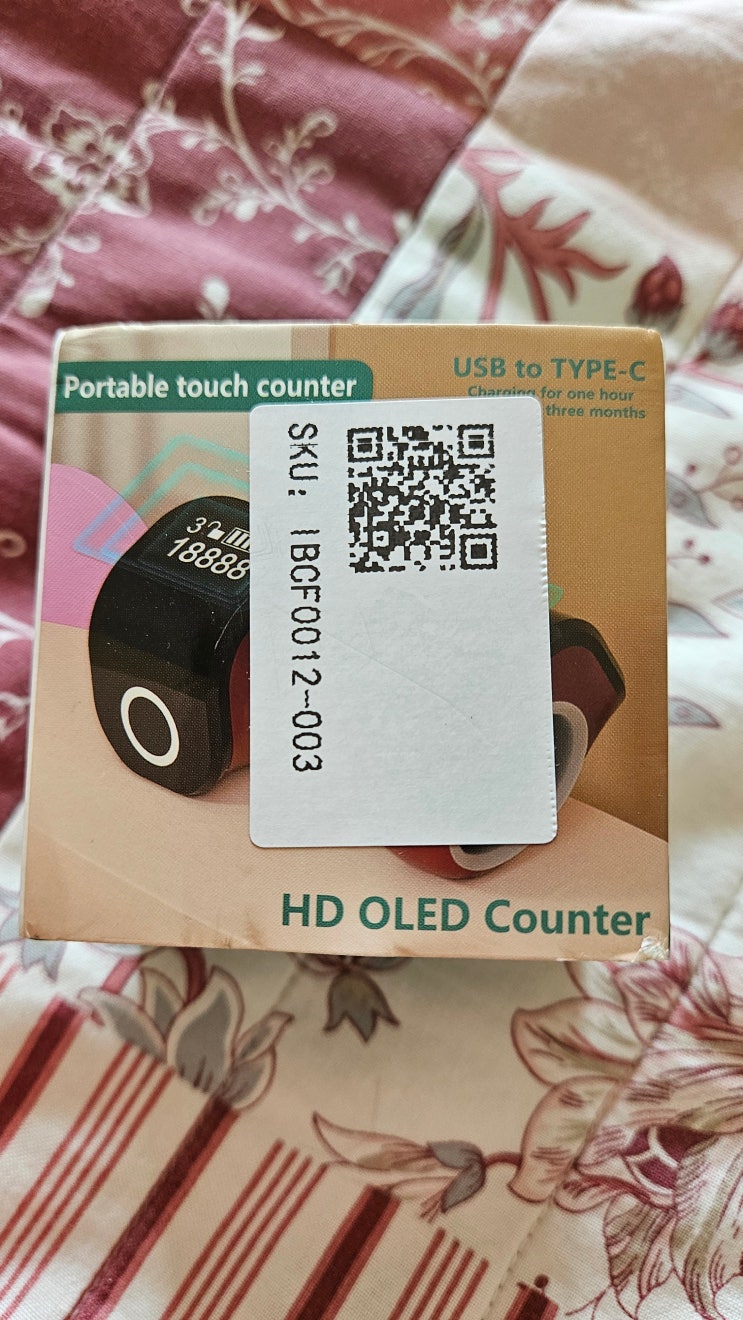 Portable touch counter
USB to TYPE-C
Charging for one hour
three months
3
18888
SKU: IBCF0012-003
HD OLED Counter